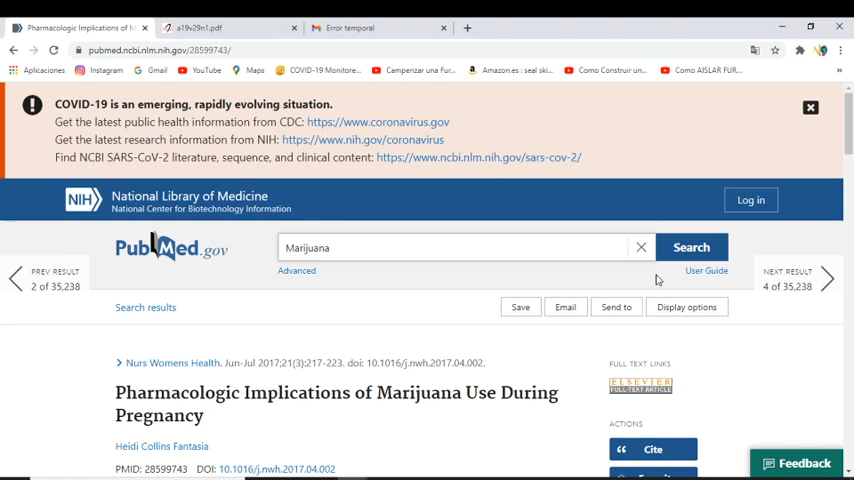 Pharmacologic Implications of M
a19v29n1.pdf
Error temporal
pubmed.ncbi.nlm.nih.gov/28599743/
Aplicaciones Instagram Gmail YouTube Maps COVID-19 Monitore... Camperizar una Fur... Amazon.es : seal ski... Como Construir un... Como AISLAR FUR...
COVID-19 is an emerging, rapidly evolving situation.
Get the latest public health information from CDC: https://www.coronavirus.gov
Get the latest research information from NIH: https://www.nih.gov/coronavirus
Find NCBI SARS-CoV-2 literature, sequence, and clinical content: https://www.ncbi.nlm.nih.gov/sars-cov-2/
NIH National Library of Medicine
National Center for Biotechnology Information
Log in
PubMed.gov
Marijuana
Search
Advanced
User Guide
PREV RESULT
2 of 35,238
NEXT RESULT
4 of 35,238
Search results
Save Email Send to Display options
Nurs Womens Health. Jun-Jul 2017;21(3):217-223. doi: 10.1016/j.nwh.2017.04.002.
Pharmacologic Implications of Marijuana Use During
Pregnancy
Heidi Collins Fantasia
PMID: 28599743 DOI: 10.1016/j.nwh.2017.04.002
FULL TEXT LINKS
ELSEVIER
FULL-TEXT ARTICLE
ACTIONS
Cite
Feedback